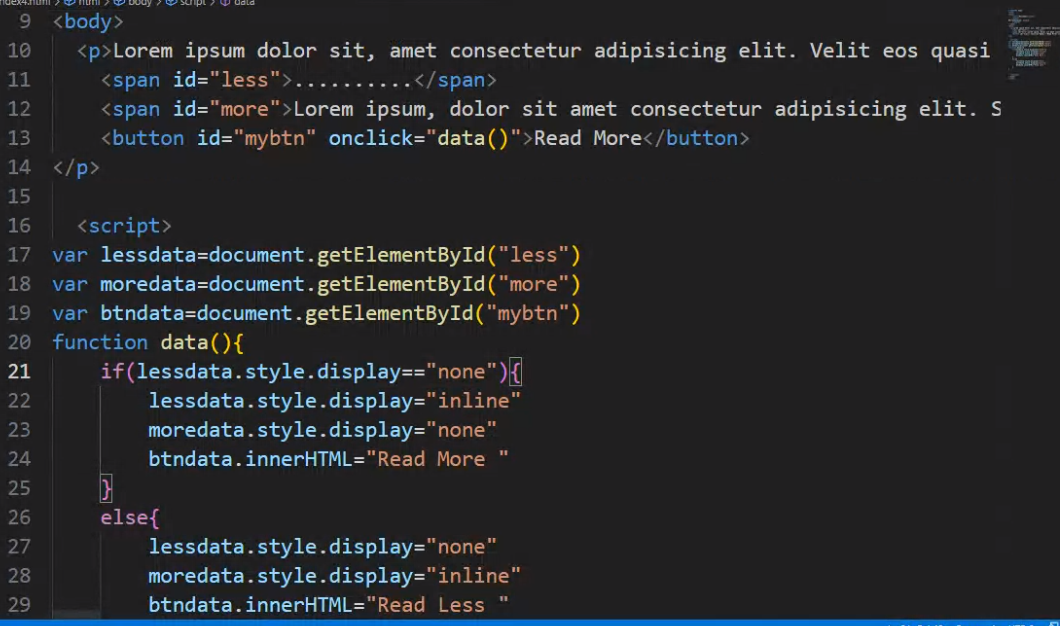 index4.html > html > body > script > data
9 <body>
10 <p>Lorem ipsum dolor sit, amet consectetur adipisicing elit. Velit eos quasi
11 <span id="less">..........</span>
12 <span id="more">Lorem ipsum, dolor sit amet consectetur adipisicing elit. S
13 <button id="mybtn" onclick="data()">Read More</button>
14 </p>
15
16 <script>
17 var lessdata=document.getElementById("less")
18 var moredata=document.getElementById("more")
19 var btndata=document.getElementById("mybtn")
20 function data(){
21 if(lessdata.style.display=="none"){
22 lessdata.style.display="inline"
23 moredata.style.display="none"
24 btndata.innerHTML="Read More "
25 }
26 else{
27 lessdata.style.display="none"
28 moredata.style.display="inline"
29 btndata.innerHTML="Read Less "